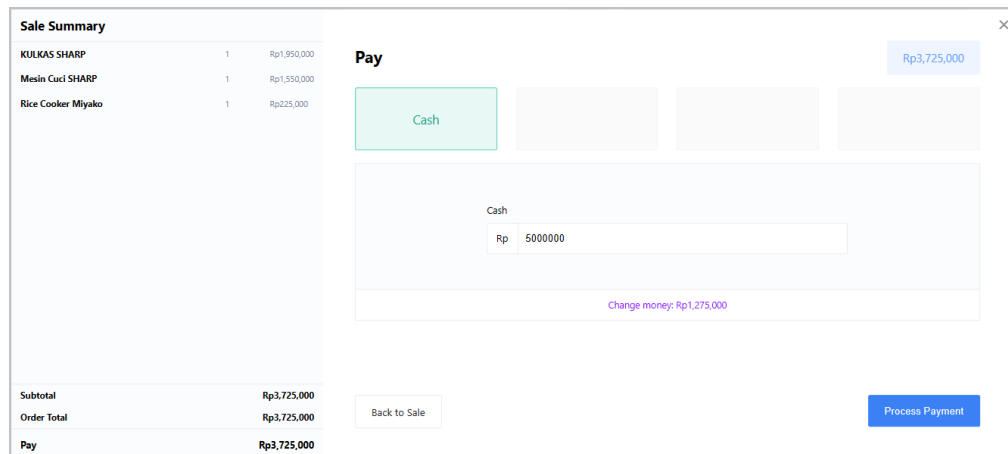 Sale Summary
KULKAS SHARP 1 Rp1,950,000
Mesin Cuci SHARP 1 Rp1,550,000
Rice Cooker Miyako 1 Rp225,000
Subtotal Rp3,725,000
Order Total Rp3,725,000
Pay Rp3,725,000
Pay Rp3,725,000
Cash
Cash
Rp 5000000
Change money: Rp1,275,000
Back to Sale Process Payment